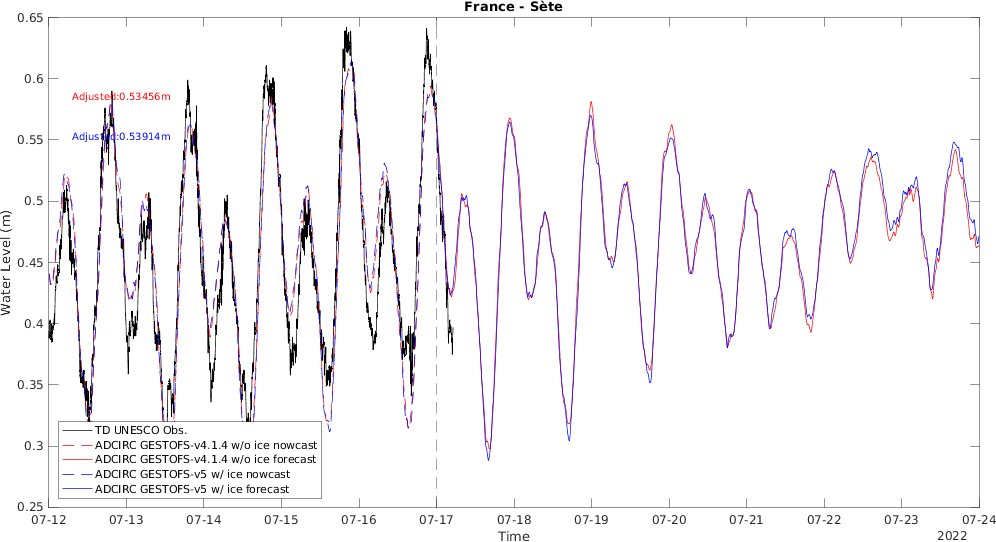 France - Sète
0.65
0.6
0.55
0.5
0.45
0.4
0.35
0.3
0.25
Water Level (m)
Adjusted:0.53456m
Adjusted:0.53914m
TD UNESCO Obs.
ADCIRC GESTOFS-v4.1.4 w/o ice nowcast
ADCIRC GESTOFS-v4.1.4 w/o ice forecast
ADCIRC GESTOFS-v5 w/ ice nowcast
ADCIRC GESTOFS-v5 w/ ice forecast
07-12 07-13 07-14 07-15 07-16 07-17 07-18 07-19 07-20 07-21 07-22 07-23 07-24
Time
2022